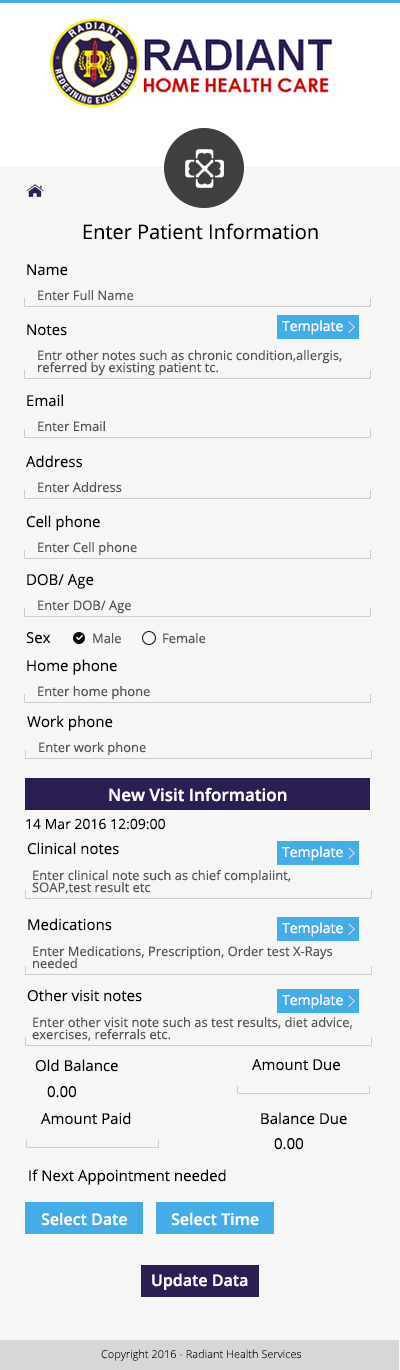 RADIANT
REDEFINING EXCELLENCE
R
RADIANT
HOME HEALTH CARE
Enter Patient Information
Name
Enter Full Name
Notes
Template >
Entr other notes such as chronic condition,allergis,
referred by existing patient tc.
Email
Enter Email
Address
Enter Address
Cell phone
Enter Cell phone
DOB/ Age
Enter DOB/ Age
Sex Male Female
Home phone
Enter home phone
Work phone
Enter work phone
New Visit Information
14 Mar 2016 12:09:00
Clinical notes
Template >
Enter clinical note such as chief complaiint,
SOAP,test result etc
Medications
Template >
Enter Medications, Prescription, Order test X-Rays
needed
Other visit notes
Template >
Enter other visit note such as test results, diet advice,
exercises, referrals etc.
Old Balance Amount Due
0.00
Amount Paid Balance Due
0.00
If Next Appointment needed
Select Date Select Time
Update Data
Copyright 2016 - Radiant Health Services